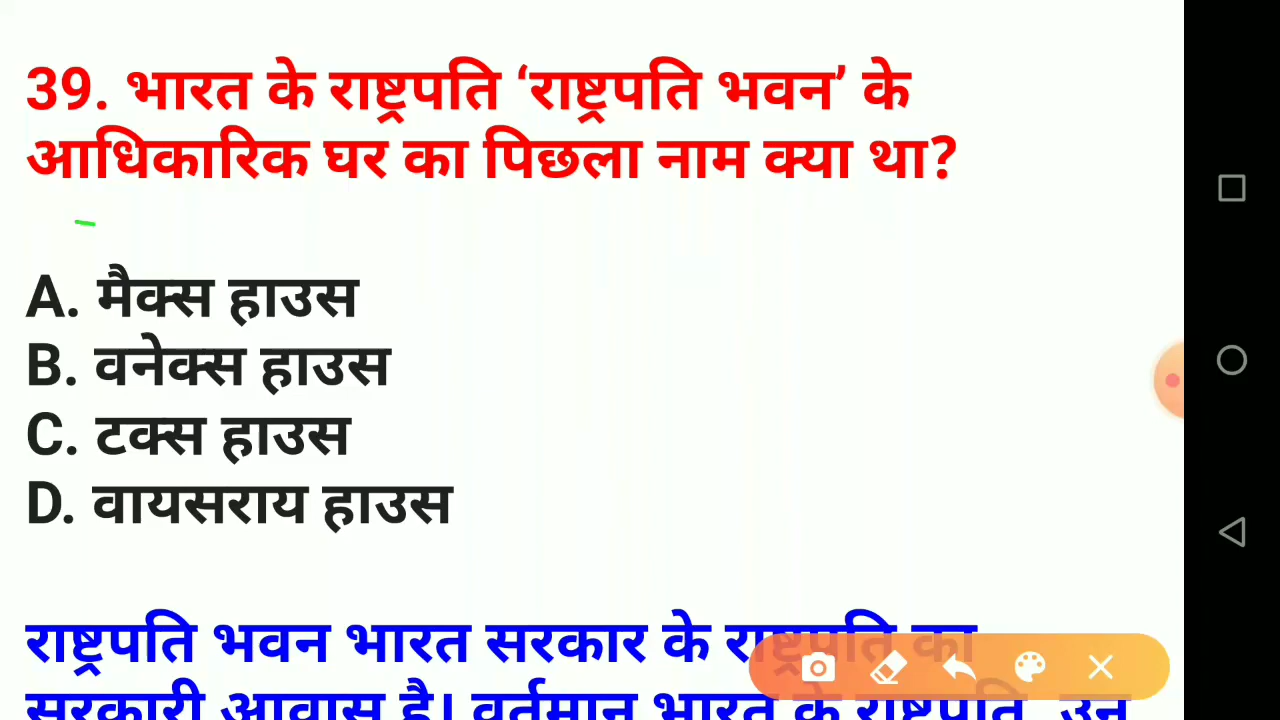 39. भारत के राष्ट्रपति ‘राष्ट्रपति भवन’ के
आधिकारिक घर का पिछला नाम क्या था?
A. मैक्स हाउस
B. वनेक्स हाउस
C. टक्स हाउस
D. वायसराय हाउस
राष्ट्रपति भवन भारत सरकार के राष्ट्रपति का
सरकारी आवास है। वर्तमान भारत के राष्ट्रपति, उन